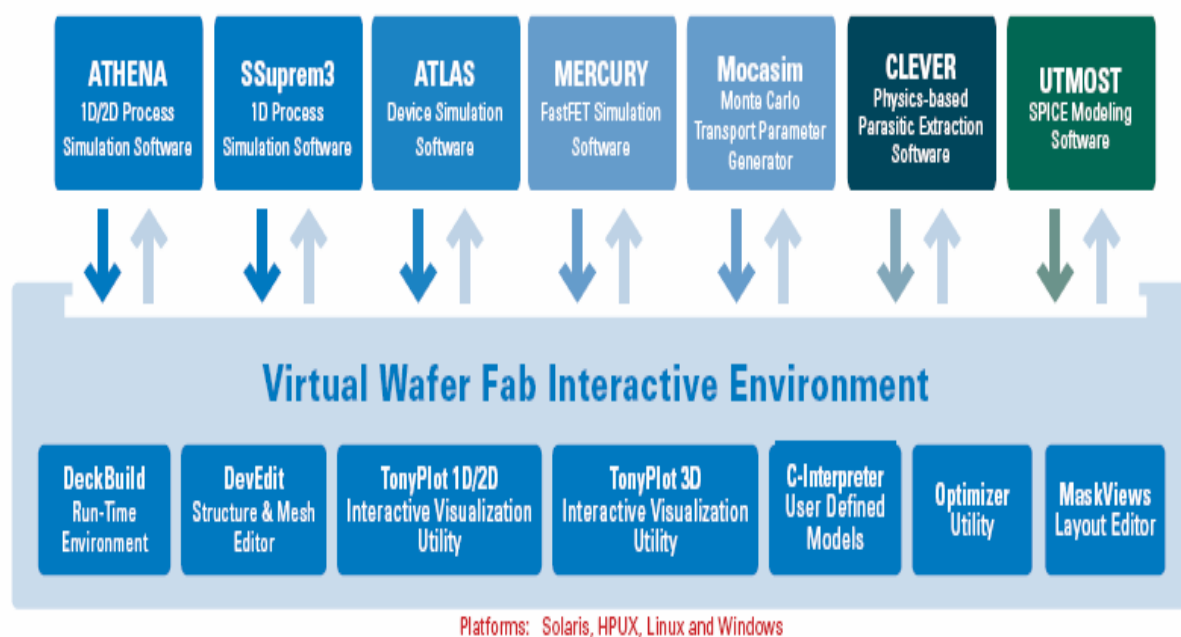 ATHENA
1D/2D Process
Simulation Software
SSuprem3
1D Process
Simulation Software
ATLAS
Device Simulation
Software
MERCURY
FastFET Simulation
Software
Mocasim
Monte Carlo
Transport Parameter
Generator
CLEVER
Physics-based
Parasitic Extraction
Software
UTMOST
SPICE Modeling
Software
Virtual Wafer Fab Interactive Environment
DeckBuild
Run-Time
Environment
DevEdit
Structure & Mesh
Editor
TonyPlot 1D/2D
Interactive Visualization
Utility
TonyPlot 3D
Interactive Visualization
Utility
C-Interpreter
User Defined
Models
Optimizer
Utility
MaskViews
Layout Editor
Platforms: Solaris, HPUX, Linux and Windows